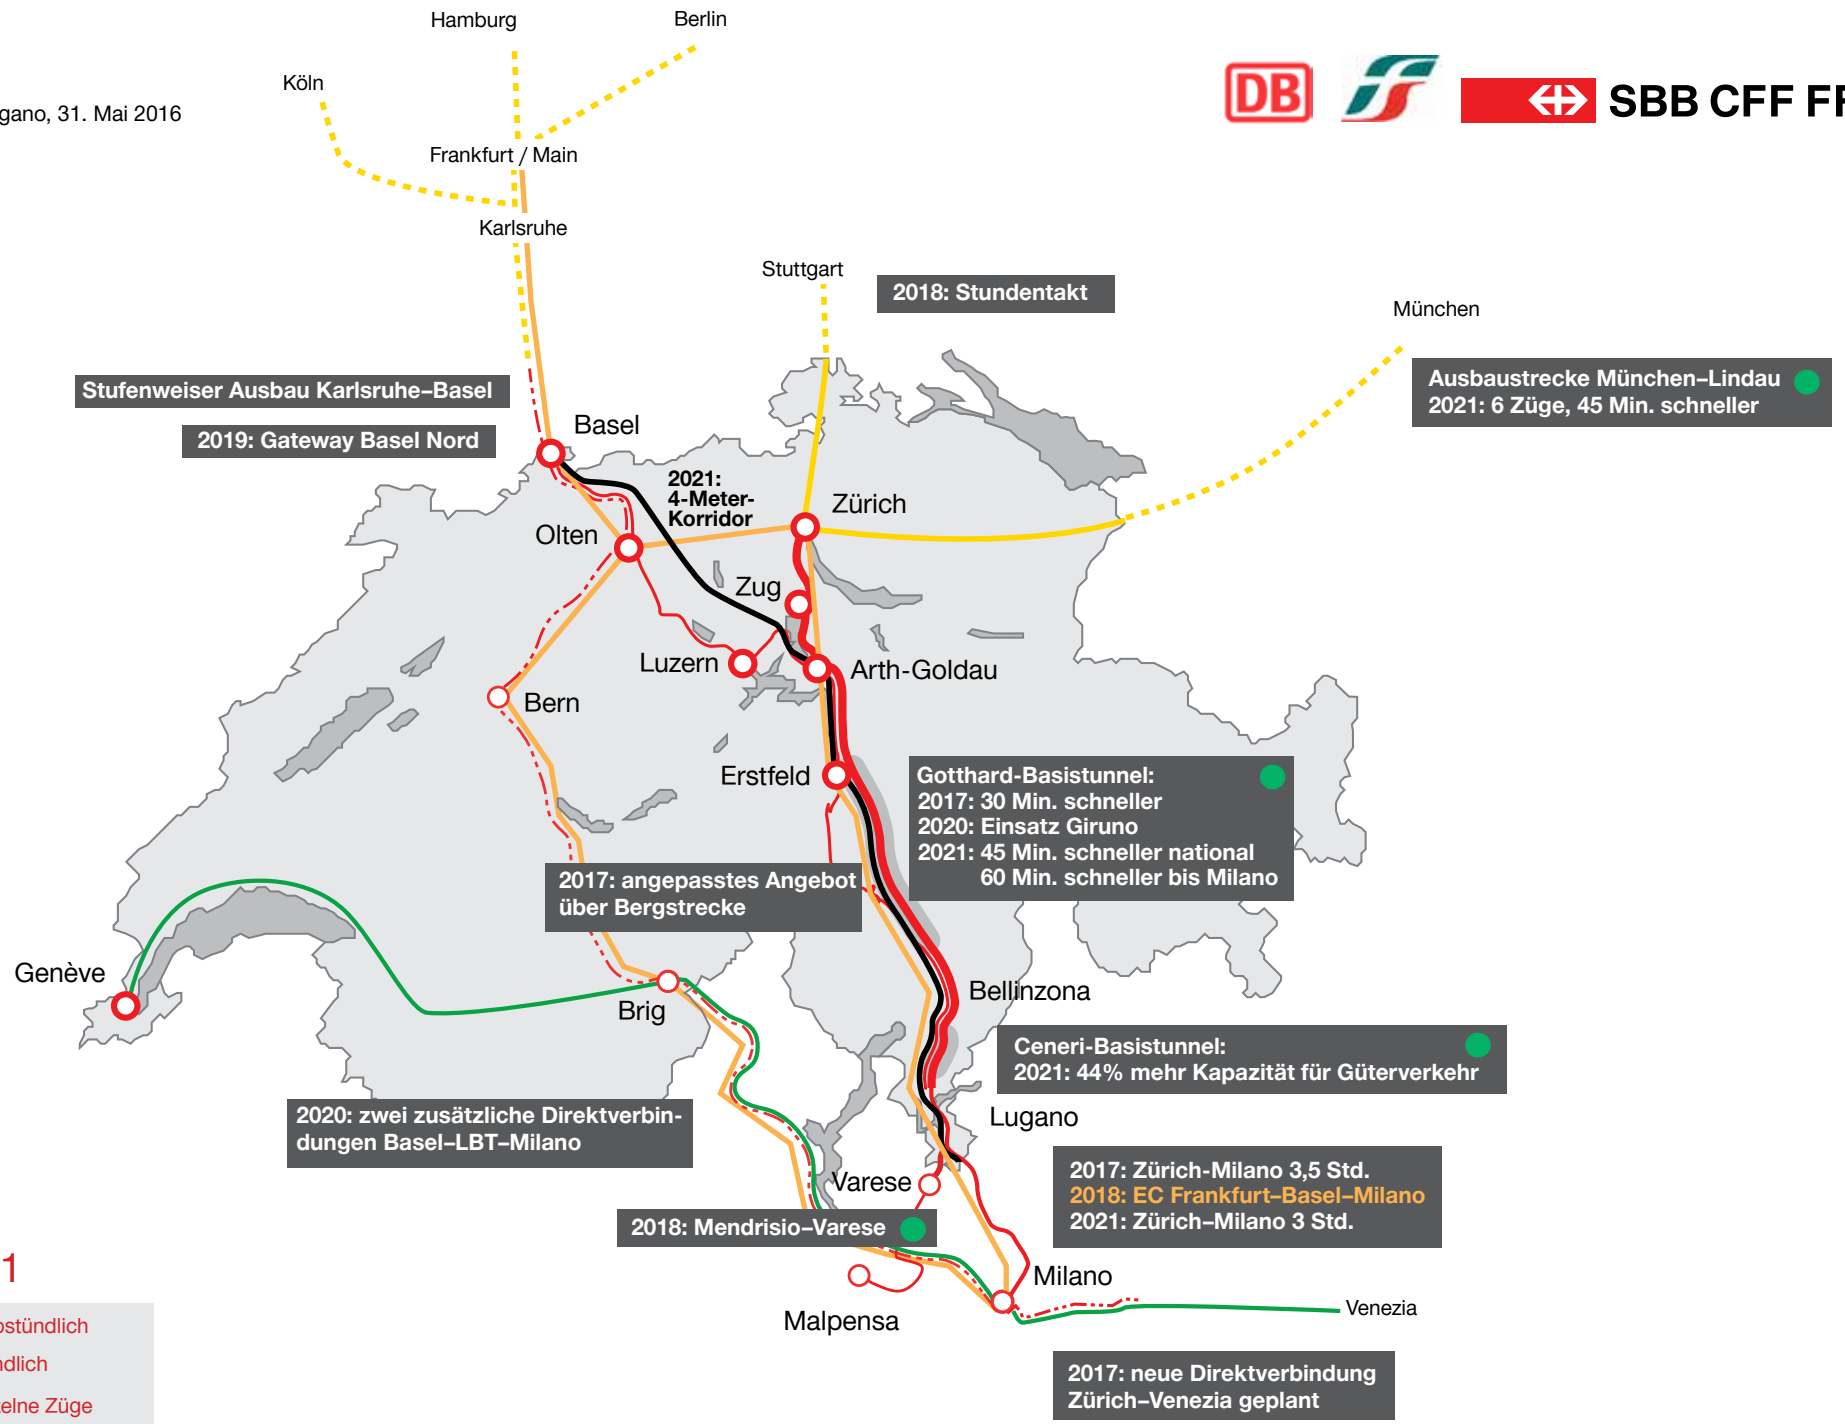 Hamburg
Berlin
Köln
gano, 31. Mai 2016
DB
SBB CFF FF
Frankfurt / Main
Karlsruhe
Stuttgart
2018: Stundentakt
München
Ausbaustrecke München–Lindau
2021: 6 Züge, 45 Min. schneller
Stufenweiser Ausbau Karlsruhe–Basel
2019: Gateway Basel Nord
Basel
2021:
4-Meter-
Korridor
Zürich
Olten
Zug
Luzern
Arth-Goldau
Bern
Erstfeld
Gotthard-Basistunnel:
2017: 30 Min. schneller
2020: Einsatz Giruno
2021: 45 Min. schneller national
60 Min. schneller bis Milano
2017: angepasstes Angebot
über Bergstrecke
Genève
Brig
Bellinzona
Ceneri-Basistunnel:
2021: 44% mehr Kapazität für Güterverkehr
2020: zwei zusätzliche Direktverbin-
dungen Basel–LBT–Milano
Lugano
Varese
2017: Zürich-Milano 3,5 Std.
2018: EC Frankfurt–Basel–Milano
2021: Zürich–Milano 3 Std.
2018: Mendrisio–Varese
Milano
Malpensa
Venezia
2017: neue Direktverbindung
Zürich–Venezia geplant
1
ostündlich
ndlich
elne Züge